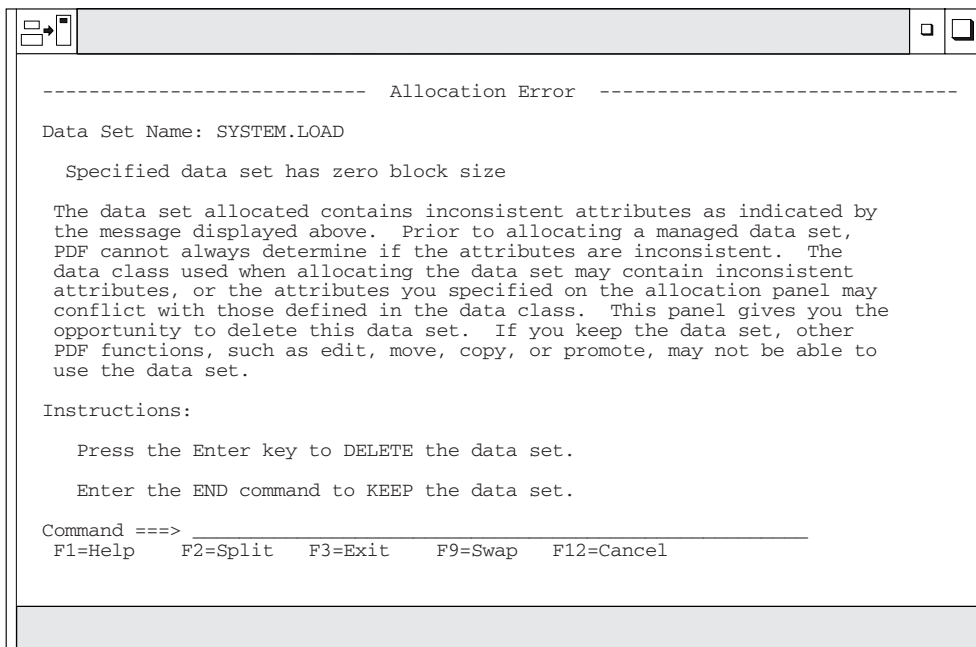 ---------------------------- Allocation Error -------------------------------
Data Set Name: SYSTEM.LOAD
Specified data set has zero block size
The data set allocated contains inconsistent attributes as indicated by
the message displayed above. Prior to allocating a managed data set,
PDF cannot always determine if the attributes are inconsistent. The
data class used when allocating the data set may contain inconsistent
attributes, or the attributes you specified on the allocation panel may
conflict with those defined in the data class. This panel gives you the
opportunity to delete this data set. If you keep the data set, other
PDF functions, such as edit, move, copy, or promote, may not be able to
use the data set.
Instructions:
Press the Enter key to DELETE the data set.
Enter the END command to KEEP the data set.
Command ===> _____________________________________________________
F1=Help F2=Split F3=Exit F9=Swap F12=Cancel